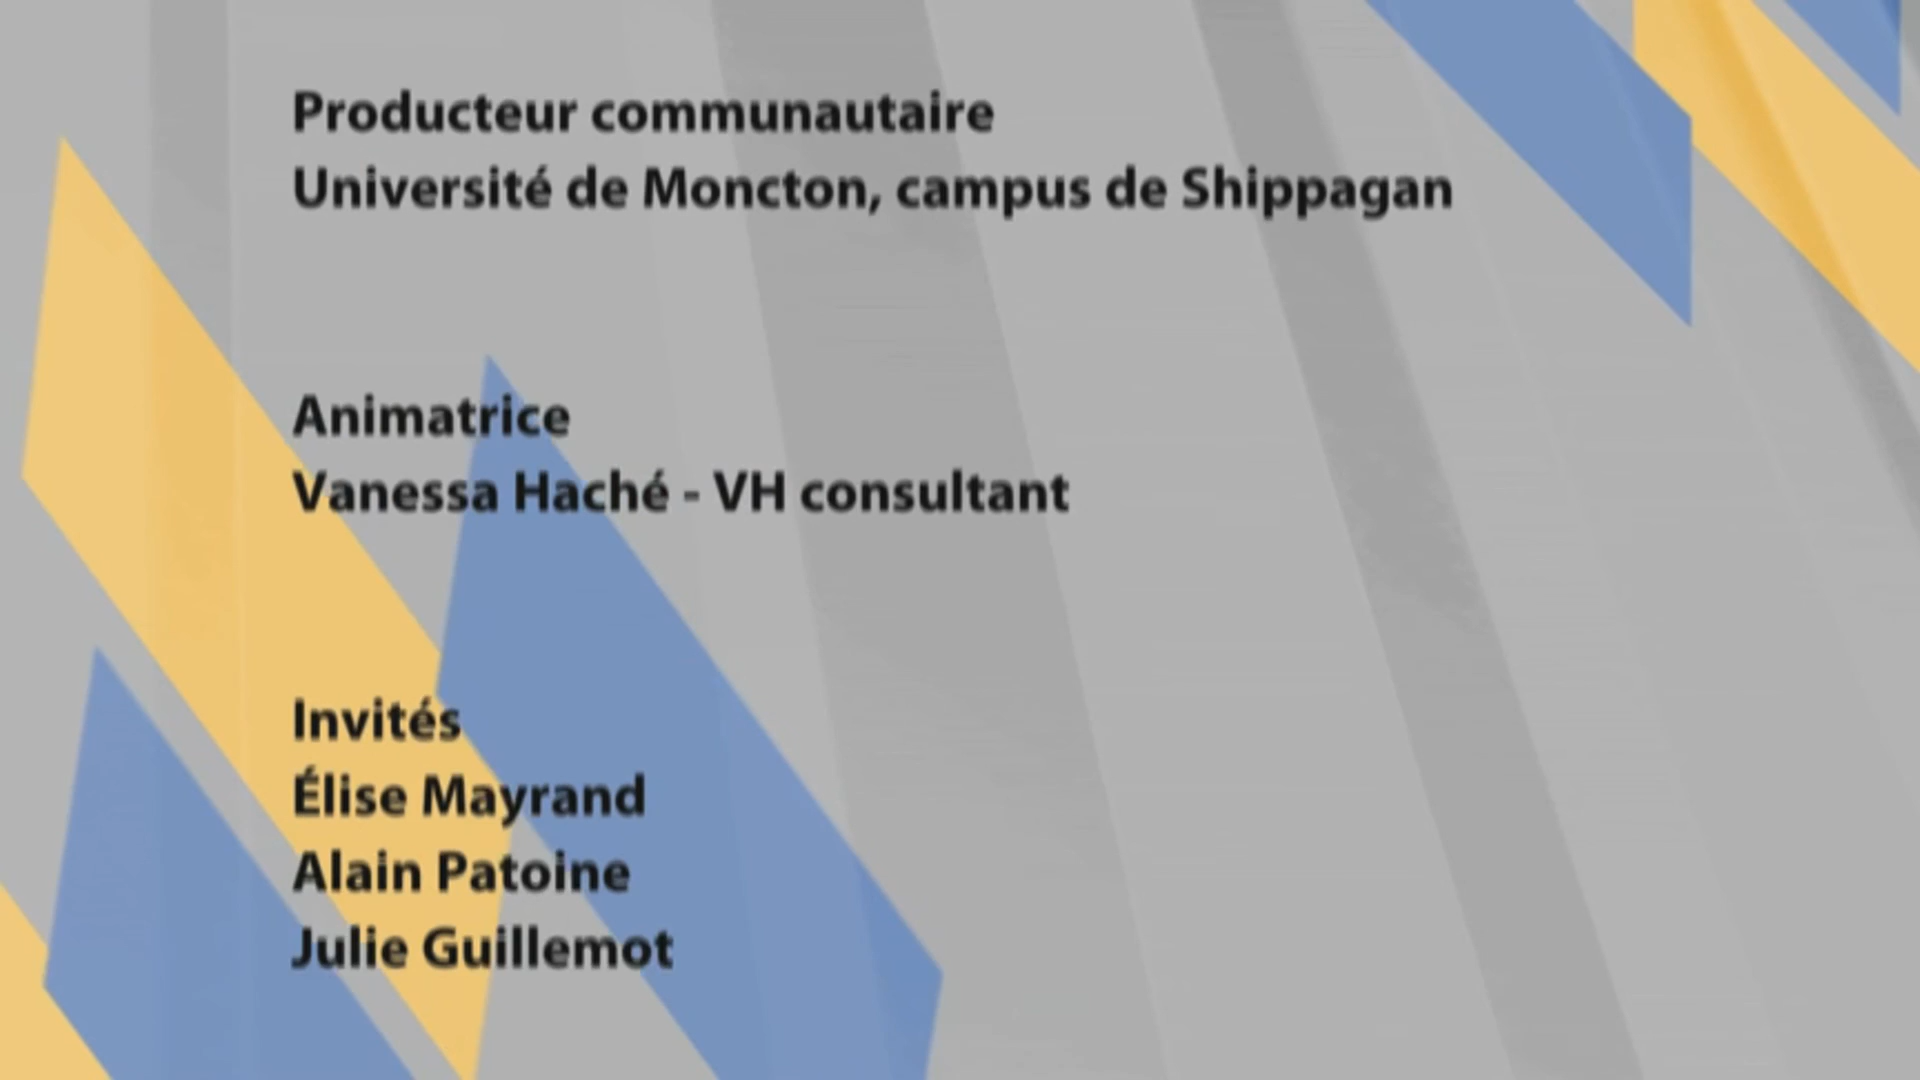 Producteur communautaire
Université de Moncton, campus de Shippagan
Animatrice
Vanessa Haché - VH consultant
Invités
Élise Mayrand
Alain Patoine
Julie Guillemot